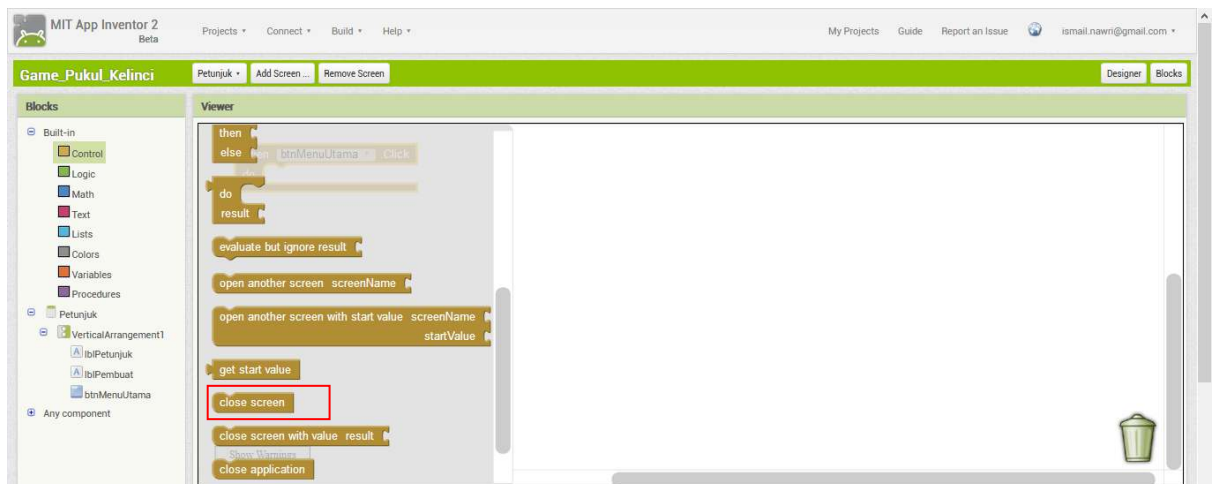 MIT App Inventor 2
Beta
Projects Connect Build Help
My Projects Guide Report an Issue ismail.nawri@gmail.com
Game_Pukul_Kelinci
Petunjuk Add Screen ... Remove Screen
Designer Blocks
Blocks
Viewer
Built-in
Control
Logic
Math
Text
Lists
Colors
Variables
Procedures
Petunjuk
VerticalArrangement1
lblPetunjuk
lblPembuat
btnMenuUtama
Any component
then
else
btnMenuUtama Click
do
do
result
evaluate but ignore result
open another screen screenName
open another screen with start value screenName
startValue
get start value
close screen
close screen with value result
Show Warnings
close application